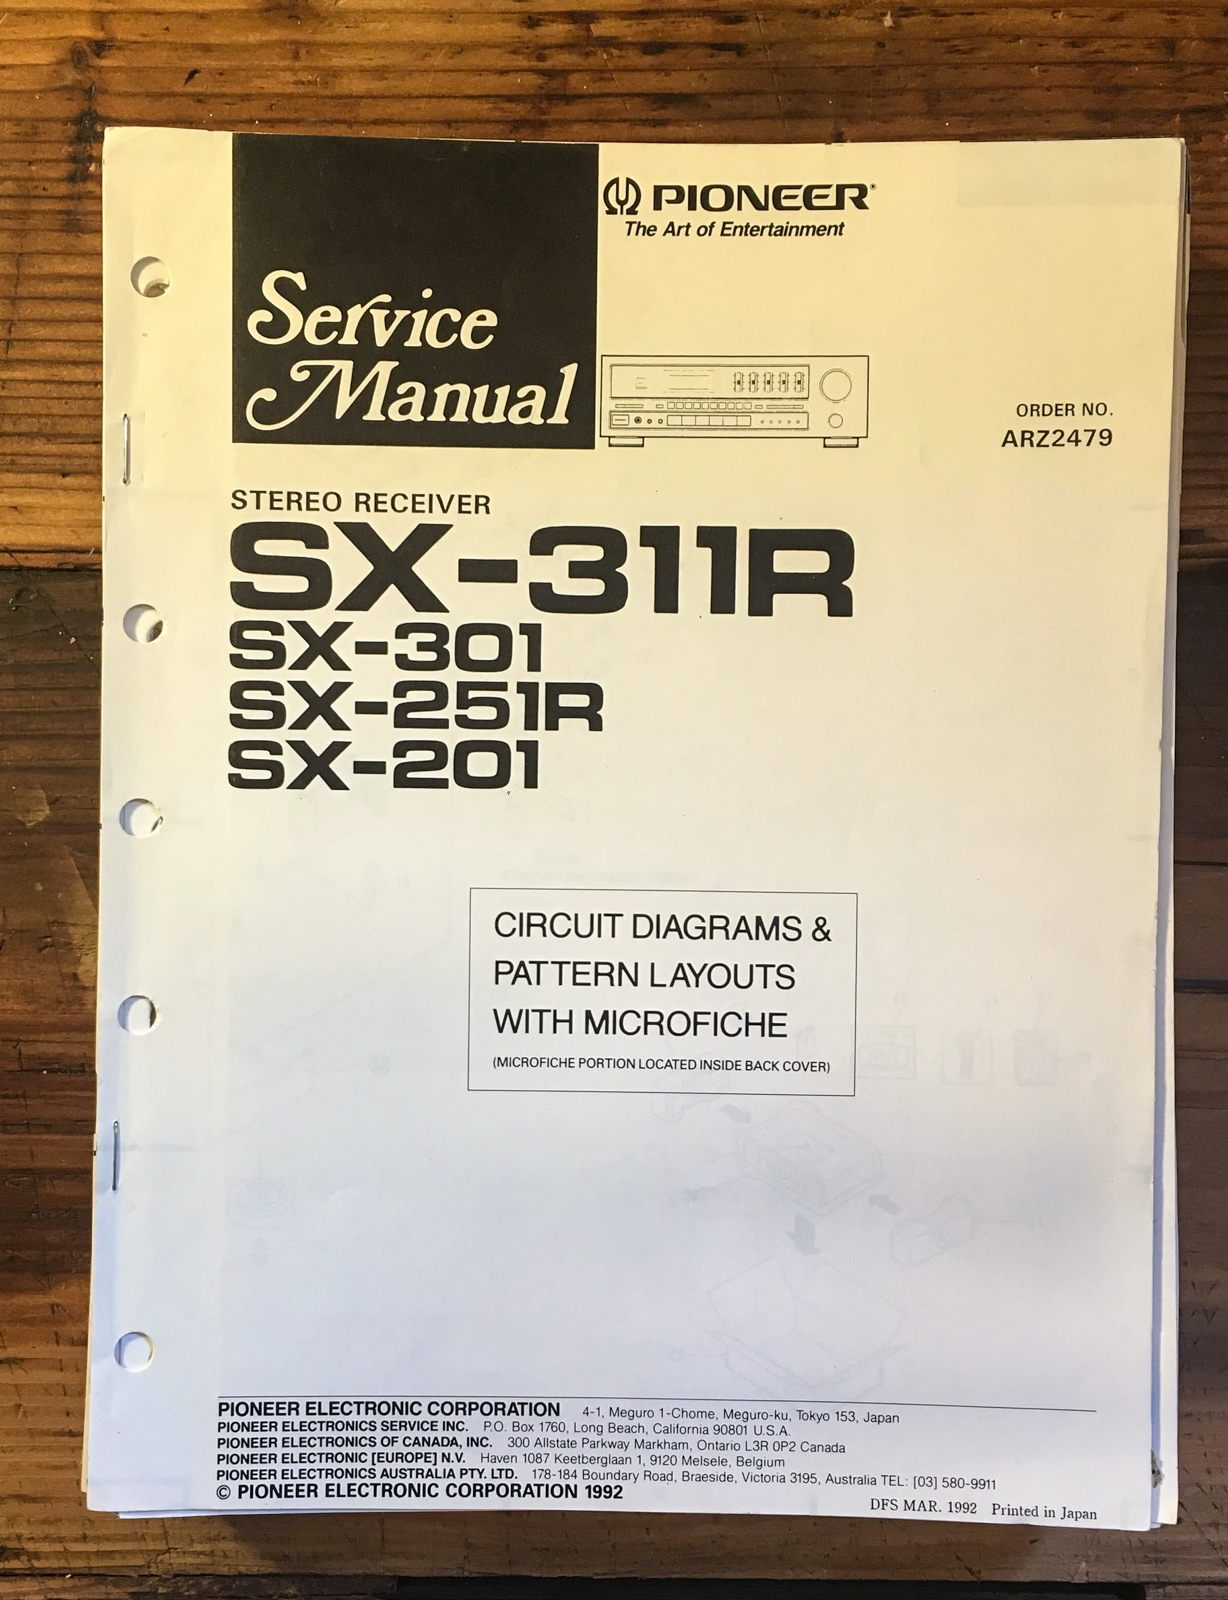 PIONEER®
The Art of Entertainment
Service
Manual
ORDER NO.
ARZ2479
STEREO RECEIVER
SX-311R
SX-301
SX-251R
SX-201
CIRCUIT DIAGRAMS &
PATTERN LAYOUTS
WITH MICROFICHE
(MICROFICHE PORTION LOCATED INSIDE BACK COVER)
PIONEER ELECTRONIC CORPORATION 4-1, Meguro 1-Chome, Meguro-ku, Tokyo 153, Japan
PIONEER ELECTRONICS SERVICE INC. P.O. Box 1760, Long Beach, California 90801 U.S.A.
PIONEER ELECTRONICS OF CANADA, INC. 300 Allstate Parkway Markham, Ontario L3R 0P2 Canada
PIONEER ELECTRONIC [EUROPE] N.V. Haven 1087 Keetberglaan 1, 9120 Melsele, Belgium
PIONEER ELECTRONICS AUSTRALIA PTY. LTD. 178-184 Boundary Road, Braeside, Victoria 3195, Australia TEL: [03] 580-9911
© PIONEER ELECTRONIC CORPORATION 1992
DFS MAR. 1992 Printed in Japan